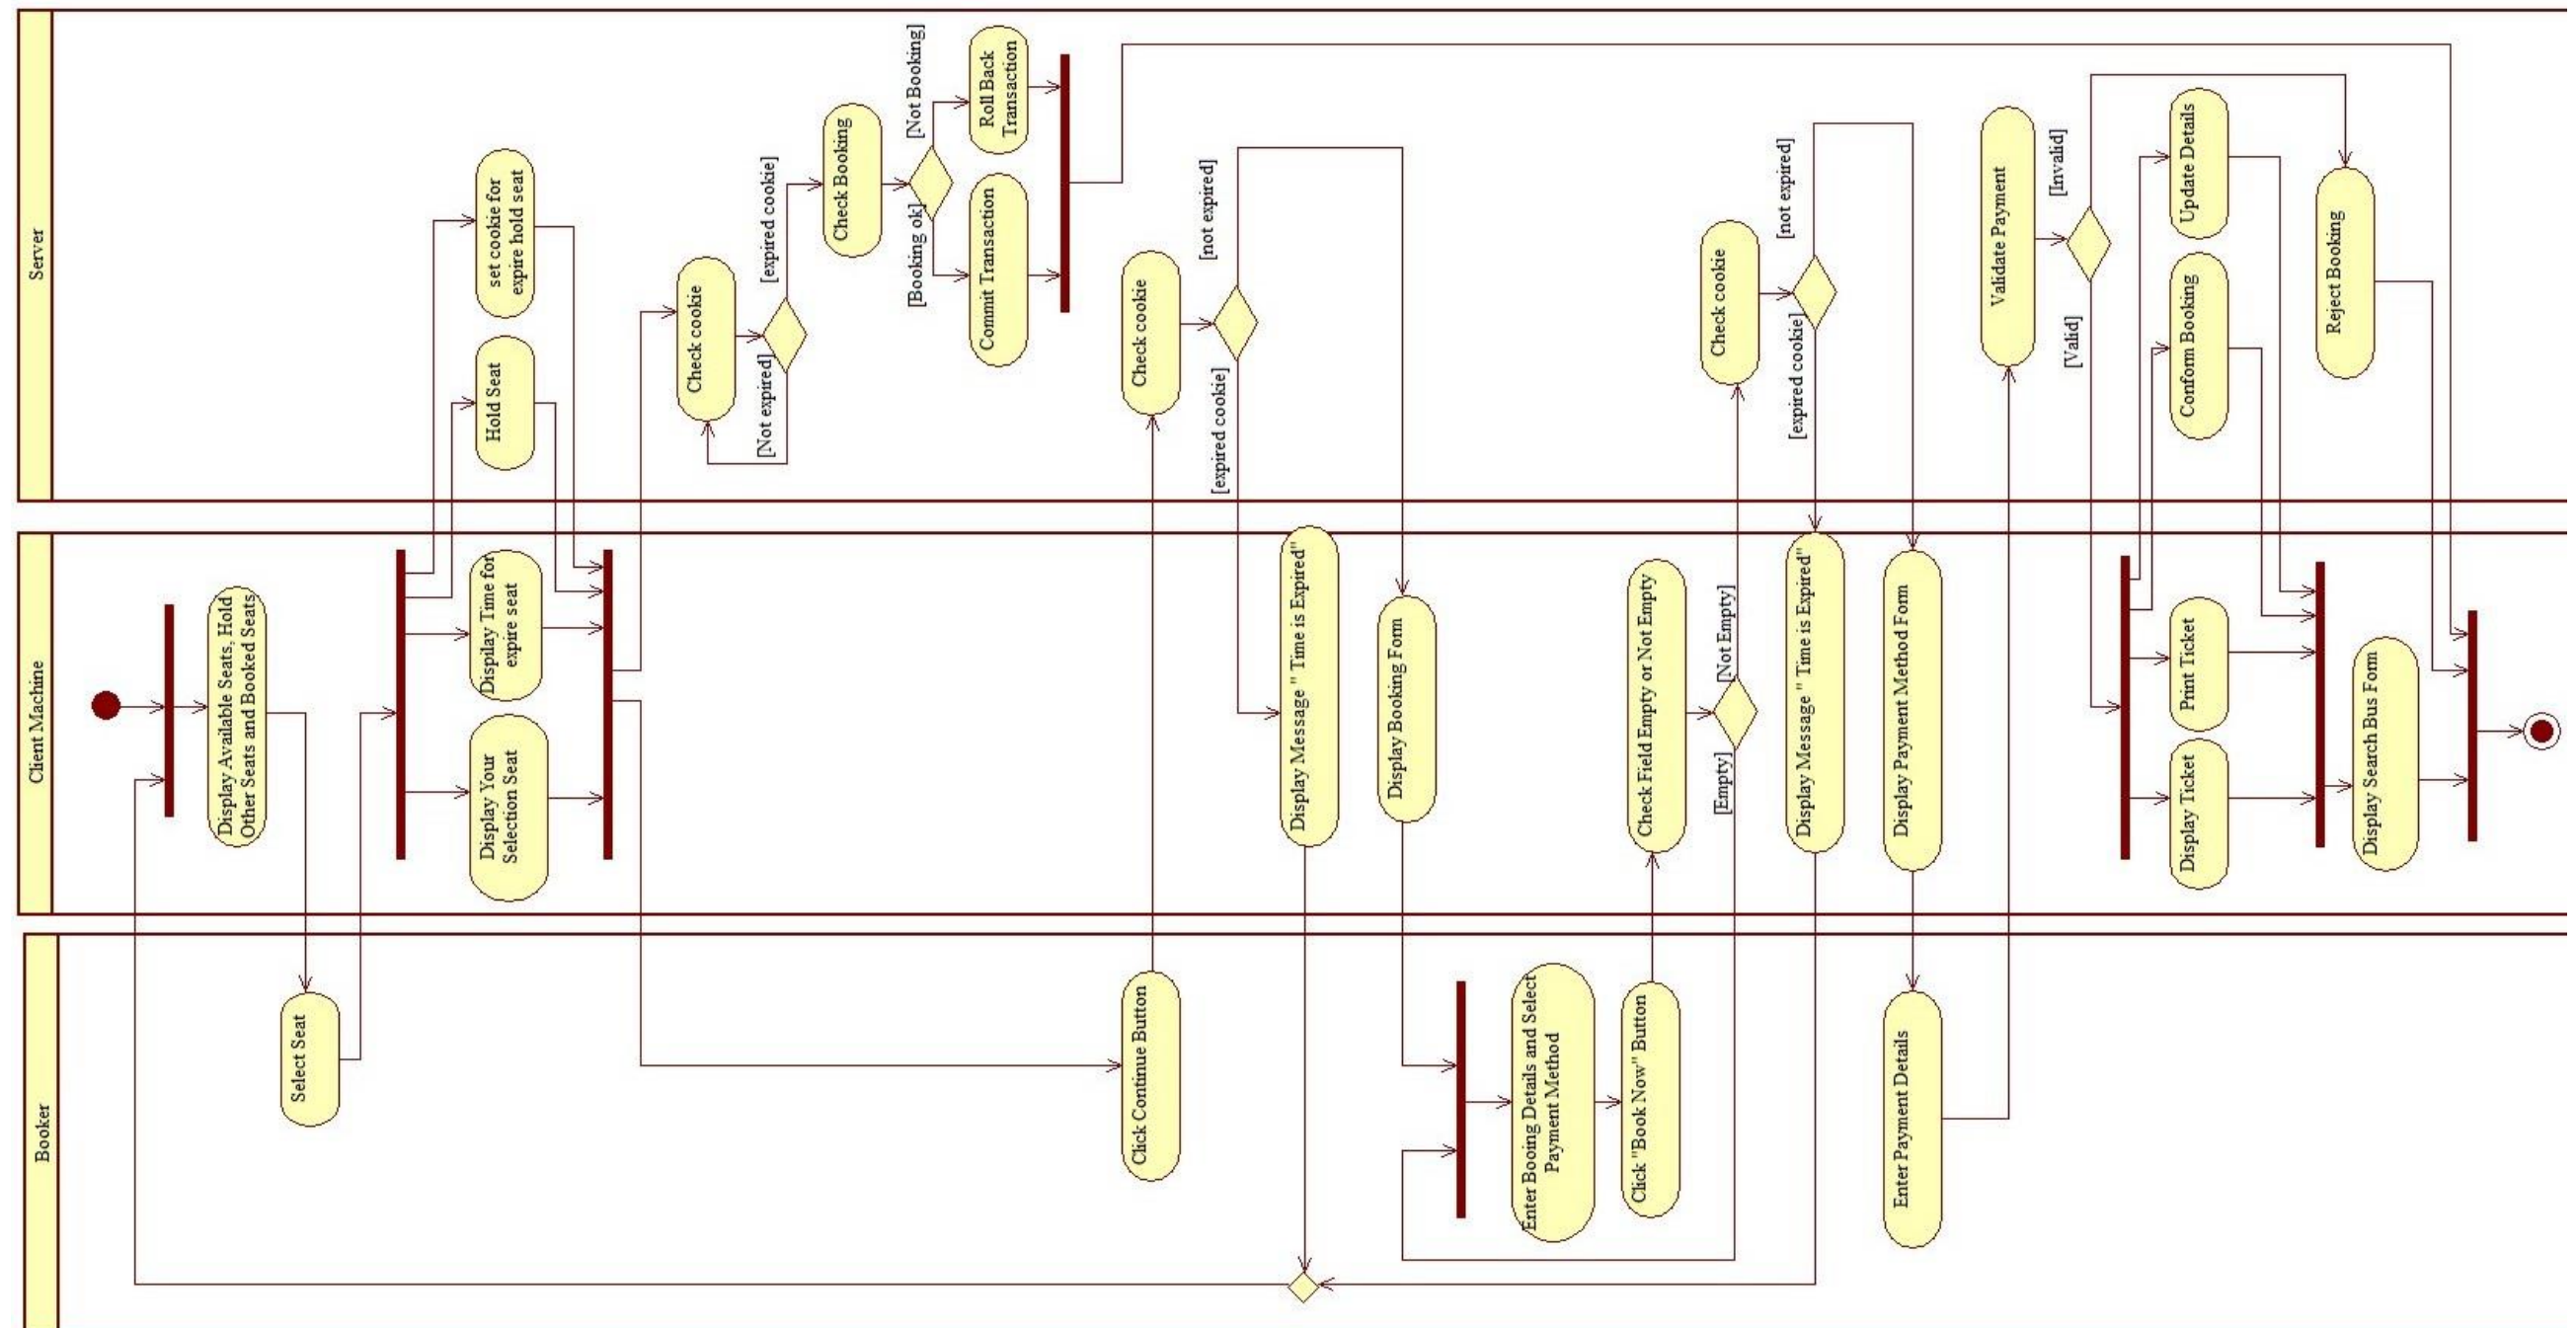 Server
set cookie for
expire hold seat
Hold Seat
Check cookie
[expired cookie]
[Not expired]
Check Booking
[Not Booking]
[Booking ok]
Roll Back
Transaction
Commit Transaction
Check cookie
[not expired]
[expired cookie]
Check cookie
[not expired]
[expired cookie]
Validate Payment
[Invalid]
[Valid]
Update Details
Conform Booking
Reject Booking
Client Machine
Display Available Seats, Hold
Other Seats and Booked Seats
Dispilay Time for
expire seat
Display Your
Selection Seat
Display Message " Time is Expired"
Display Booking Form
Check Field Empty or Not Empty
[Not Empty]
[Empty]
Display Message " Time is Expired"
Display Payment Method Form
Print Ticket
Display Ticket
Display Search Bus Form
Booker
Select Seat
Click Continue Button
Enter Booing Details and Select
Payment Method
Click "Book Now" Button
Enter Payment Details